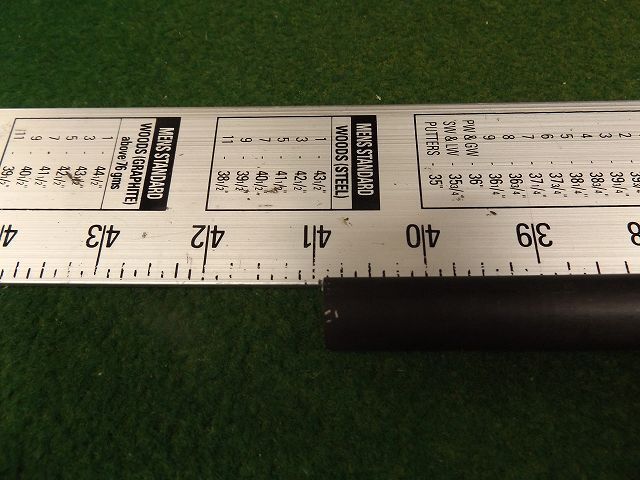 3 - 39 1/4"
4 - 38 3/4"
5 - 38 1/4"
6 - 37 3/4"
7 - 37 1/4"
8 - 36 3/4"
9 - 36 1/4"
PW & GW - 36"
SW & LW - 35 3/4"
PUTTERS - 35"
MENS STANDARD
WOODS (STEEL)
1 - 43 1/2"
3 - 42 1/2"
5 - 41 1/2"
7 - 40 1/2"
9 - 39 1/2"
11 - 38 1/2"
MENS STANDARD
WOODS (GRAPHITE)
above 76 gms
1 - 44 1/2"
3 - 43 1/2"
5 - 42 1/2"
7 - 41 1/2"
9 - 40 1/2"
11 - 39 1/2"
39 40 41 42 43